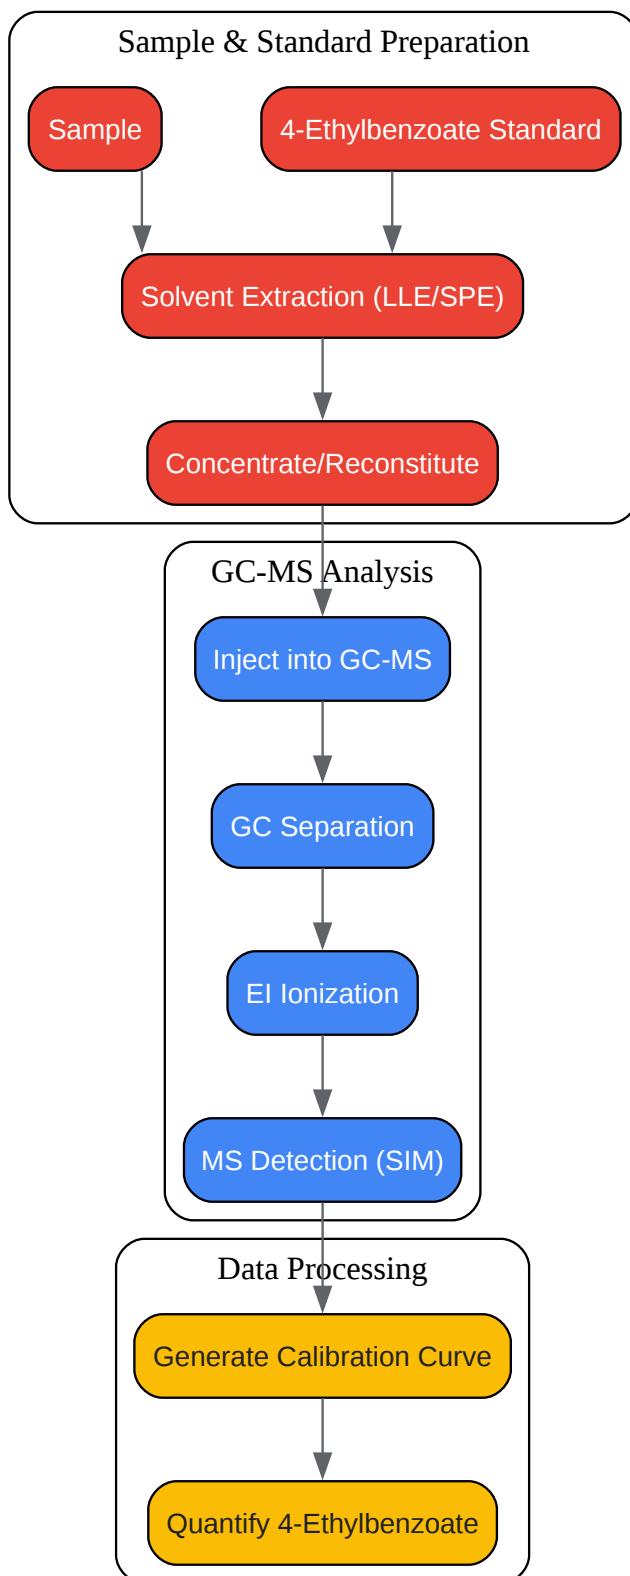 Sample & Standard Preparation
Sample
4-Ethylbenzoate Standard
Solvent Extraction (LLE/SPE)
Concentrate/Reconstitute
GC-MS Analysis
Inject into GC-MS
GC Separation
EI Ionization
MS Detection (SIM)
Data Processing
Generate Calibration Curve
Quantify 4-Ethylbenzoate